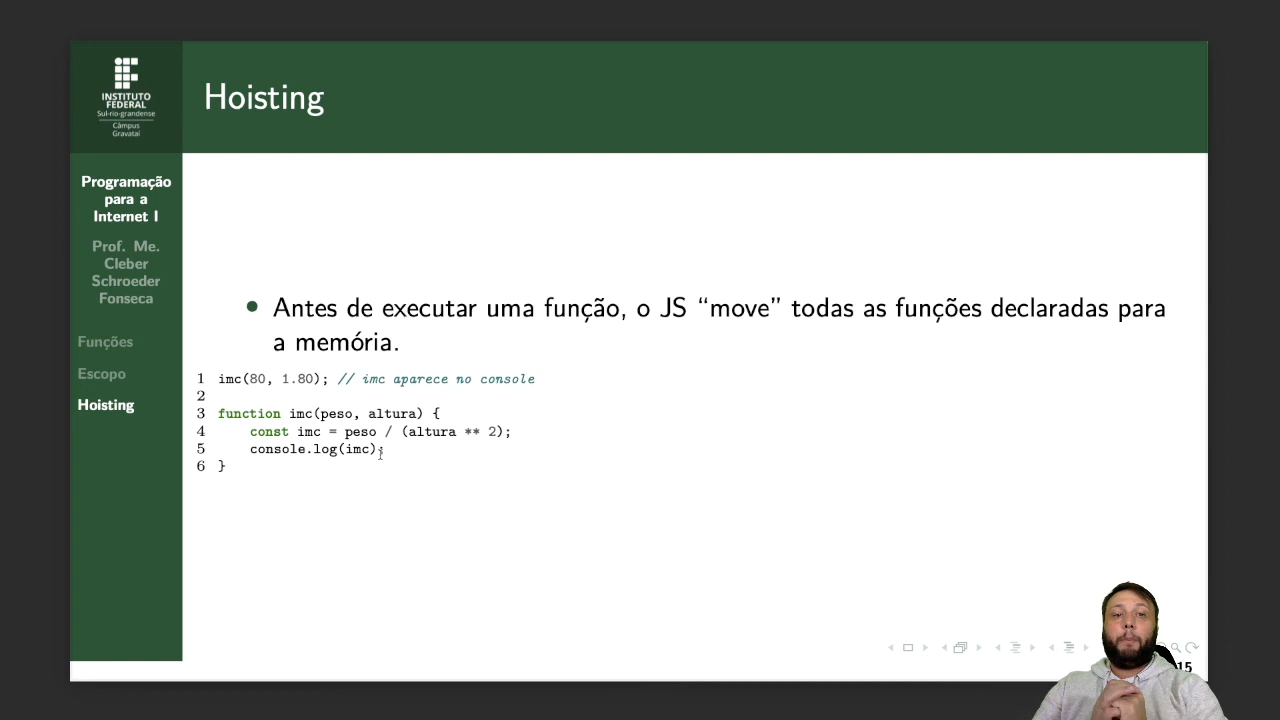 INSTITUTO
FEDERAL
Sul-rio-grandense
Câmpus
Gravataí
Hoisting
Programação
para a
Internet I
Prof. Me.
Cleber
Schroeder
Fonseca
Funções
Escopo
Hoisting
Antes de executar uma função, o JS “move” todas as funções declaradas para
a memória.
1 imc(80, 1.80); // imc aparece no console
2
3 function imc(peso, altura) {
4 const imc = peso / (altura ** 2);
5 console.log(imc);
6 }
15